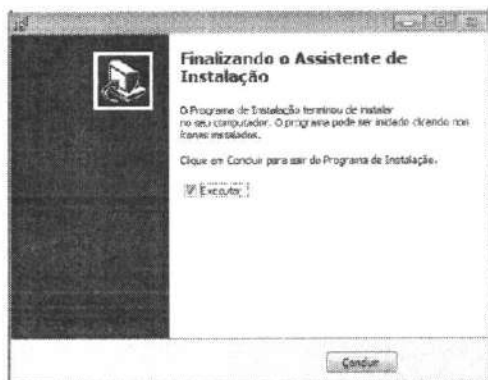 Finalizando o Assistente de
Instalação
O Programa de Instalação terminou de instalar
no seu computador. O programa pode ser iniciado clicando nos
ícones instalados.
Clique em Concluir para sair do Programa de Instalação.
Executar
Concluir